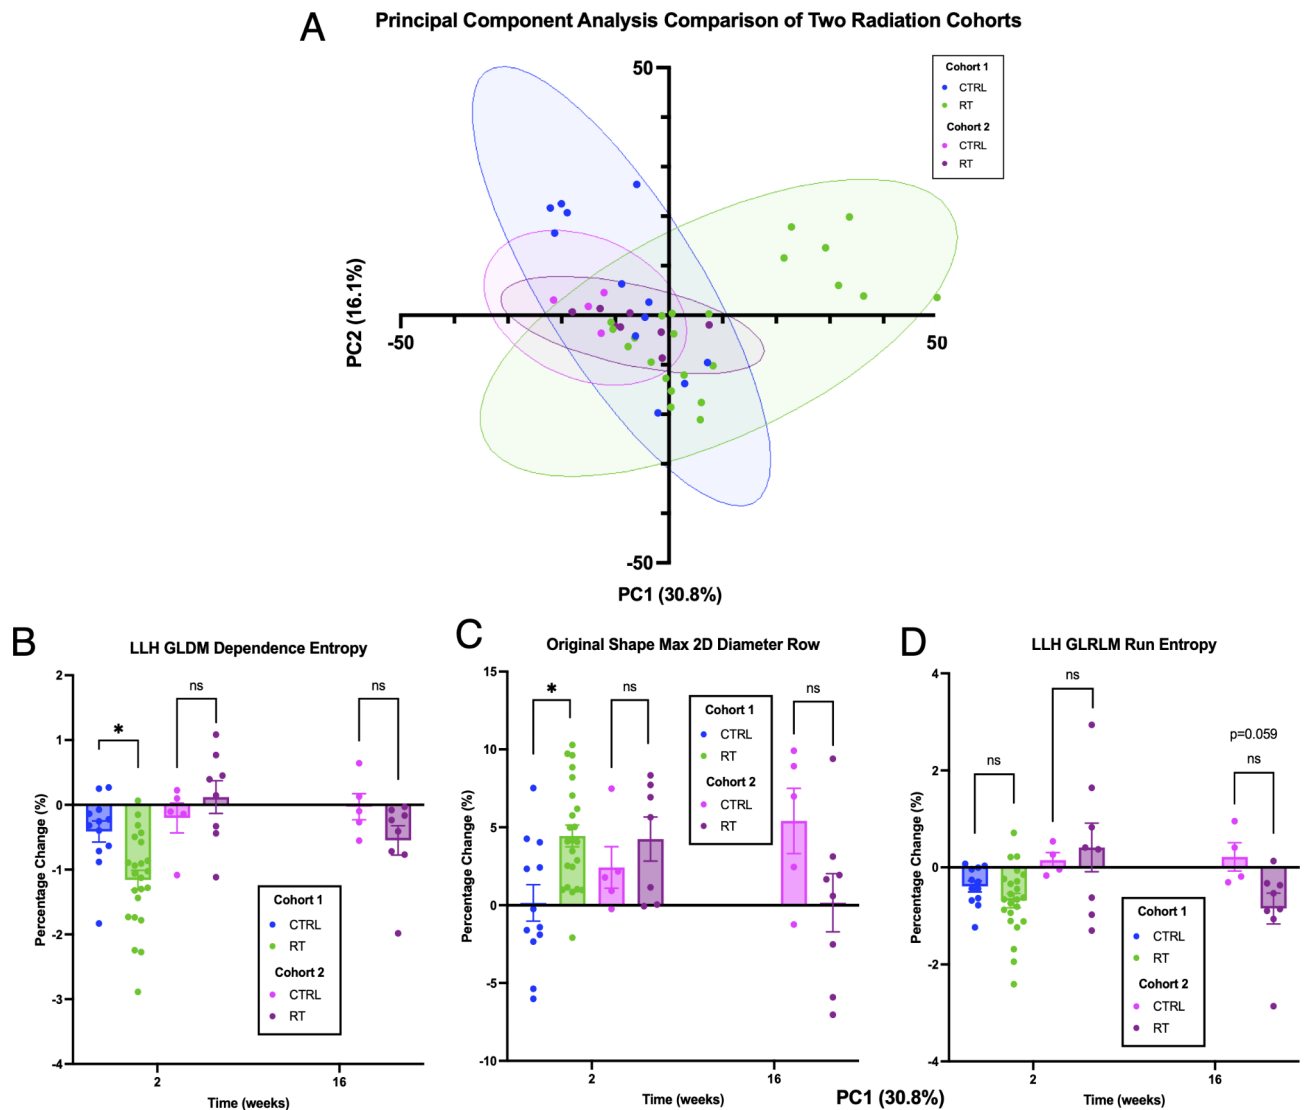 A
Principal Component Analysis Comparison of Two Radiation Cohorts
Cohort 1
CTRL
RT
Cohort 2
CTRL
RT
50
PC2 (16.1%)
-50
50
-50
PC1 (30.8%)
B
LLH GLDM Dependence Entropy
2
1
0
-1
-2
-3
-4
Percentage Change (%)
*
ns
ns
Cohort 1
CTRL
RT
Cohort 2
CTRL
RT
2
16
Time (weeks)
C
Original Shape Max 2D Diameter Row
15
10
5
0
-5
-10
Percentage Change (%)
*
ns
ns
Cohort 1
CTRL
RT
Cohort 2
CTRL
RT
2
16
Time (weeks)
PC1 (30.8%)
D
LLH GLRLM Run Entropy
4
2
0
-2
-4
Percentage Change (%)
ns
ns
p=0.059
ns
Cohort 1
CTRL
RT
Cohort 2
CTRL
RT
2
16
Time (weeks)